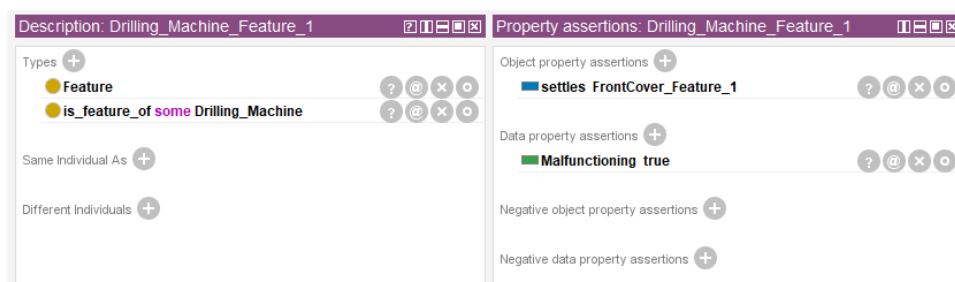 Description: Drilling_Machine_Feature_1
Types
Feature
is_feature_of some Drilling_Machine
Same Individual As
Different Individuals
Property assertions: Drilling_Machine_Feature_1
Object property assertions
settles FrontCover_Feature_1
Data property assertions
Malfunctioning true
Negative object property assertions
Negative data property assertions